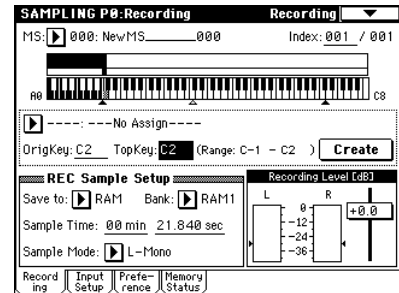 SAMPLING P0:Recording Recording
MS: 000: NewMS________000 Index: 001 / 001
A0 C8
----: ---No Assign----
OrigKey: C2 TopKey: C2 (Range: C-1 - C2 ) Create
REC Sample Setup
Save to: RAM Bank: RAM1
Sample Time: 00 min 21.840 sec
Sample Mode: L-Mono
Recording Level [dB]
L R
0
+0.0
-12
-24
-36
Record ing Input Setup Prefe- rence Memory Status